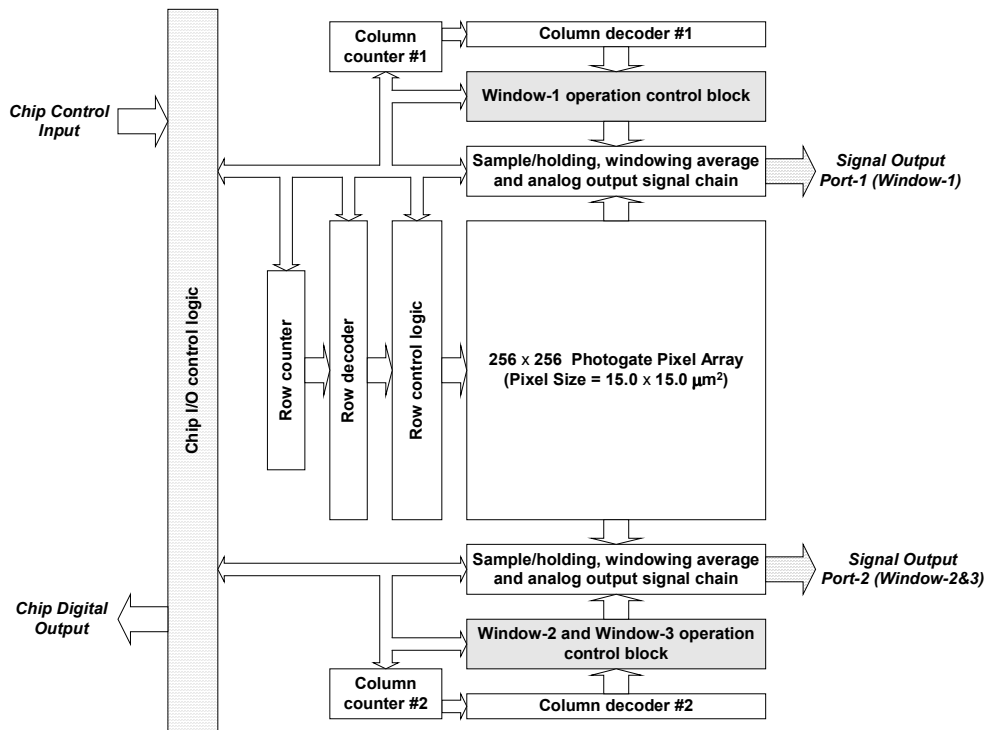 Column
counter #1
Column decoder #1
Window-1 operation control block
Chip Control
Input
Sample/holding, windowing average
and analog output signal chain
Signal Output
Port-1 (Window-1)
Chip I/O control logic
Row counter
Row decoder
Row control logic
256 x 256 Photogate Pixel Array
(Pixel Size = 15.0 x 15.0 μm²)
Sample/holding, windowing average
and analog output signal chain
Signal Output
Port-2 (Window-2&3)
Chip Digital
Output
Window-2 and Window-3 operation
control block
Column
counter #2
Column decoder #2